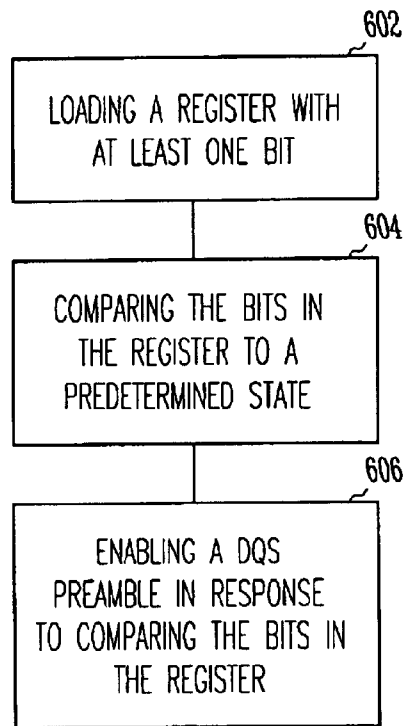 602
LOADING A REGISTER WITH
AT LEAST ONE BIT
604
COMPARING THE BITS IN
THE REGISTER TO A
PREDETERMINED STATE
606
ENABLING A DQS
PREAMBLE IN RESPONSE
TO COMPARING THE BITS IN
THE REGISTER